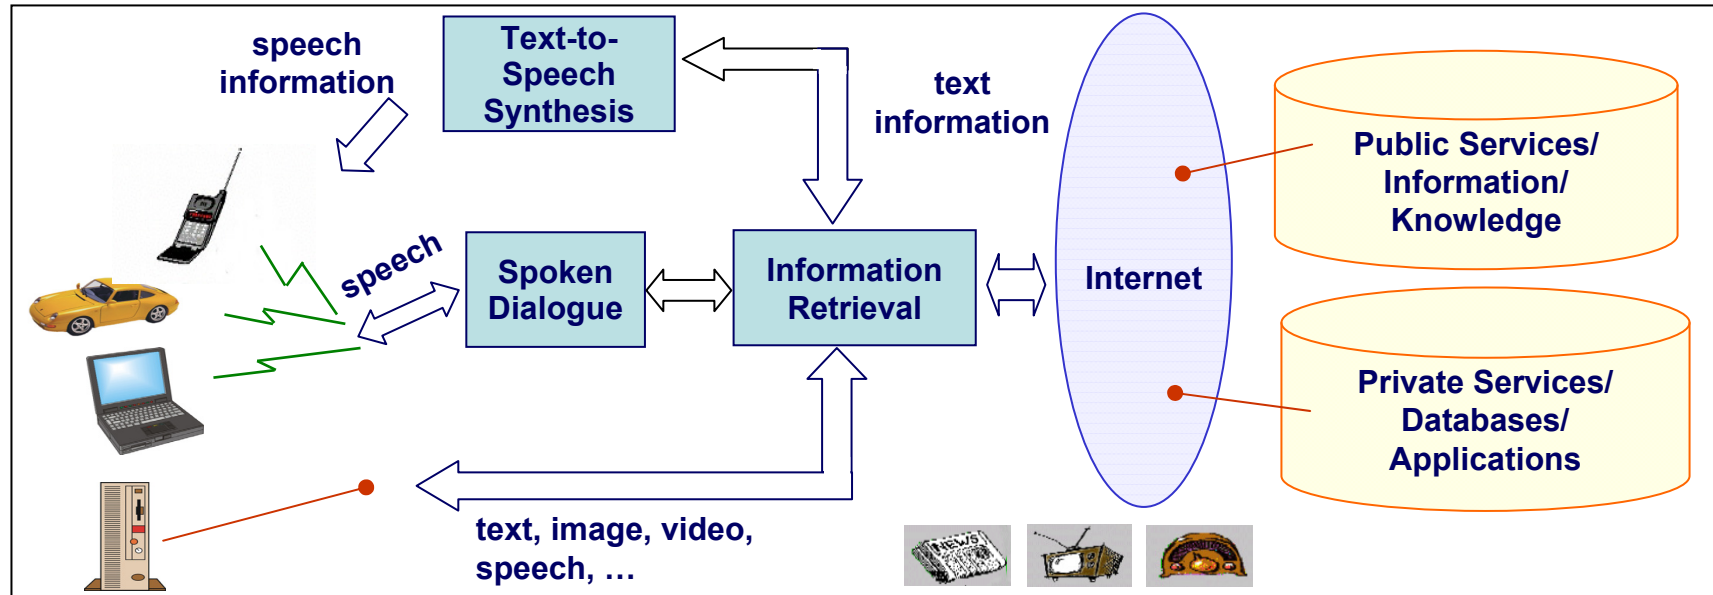 speech
information
Text-to-
Speech
Synthesis
text
information
Public Services/
Information/
Knowledge
speech
Spoken
Dialogue
Information
Retrieval
Internet
Private Services/
Databases/
Applications
text, image, video,
speech, …
NEWS